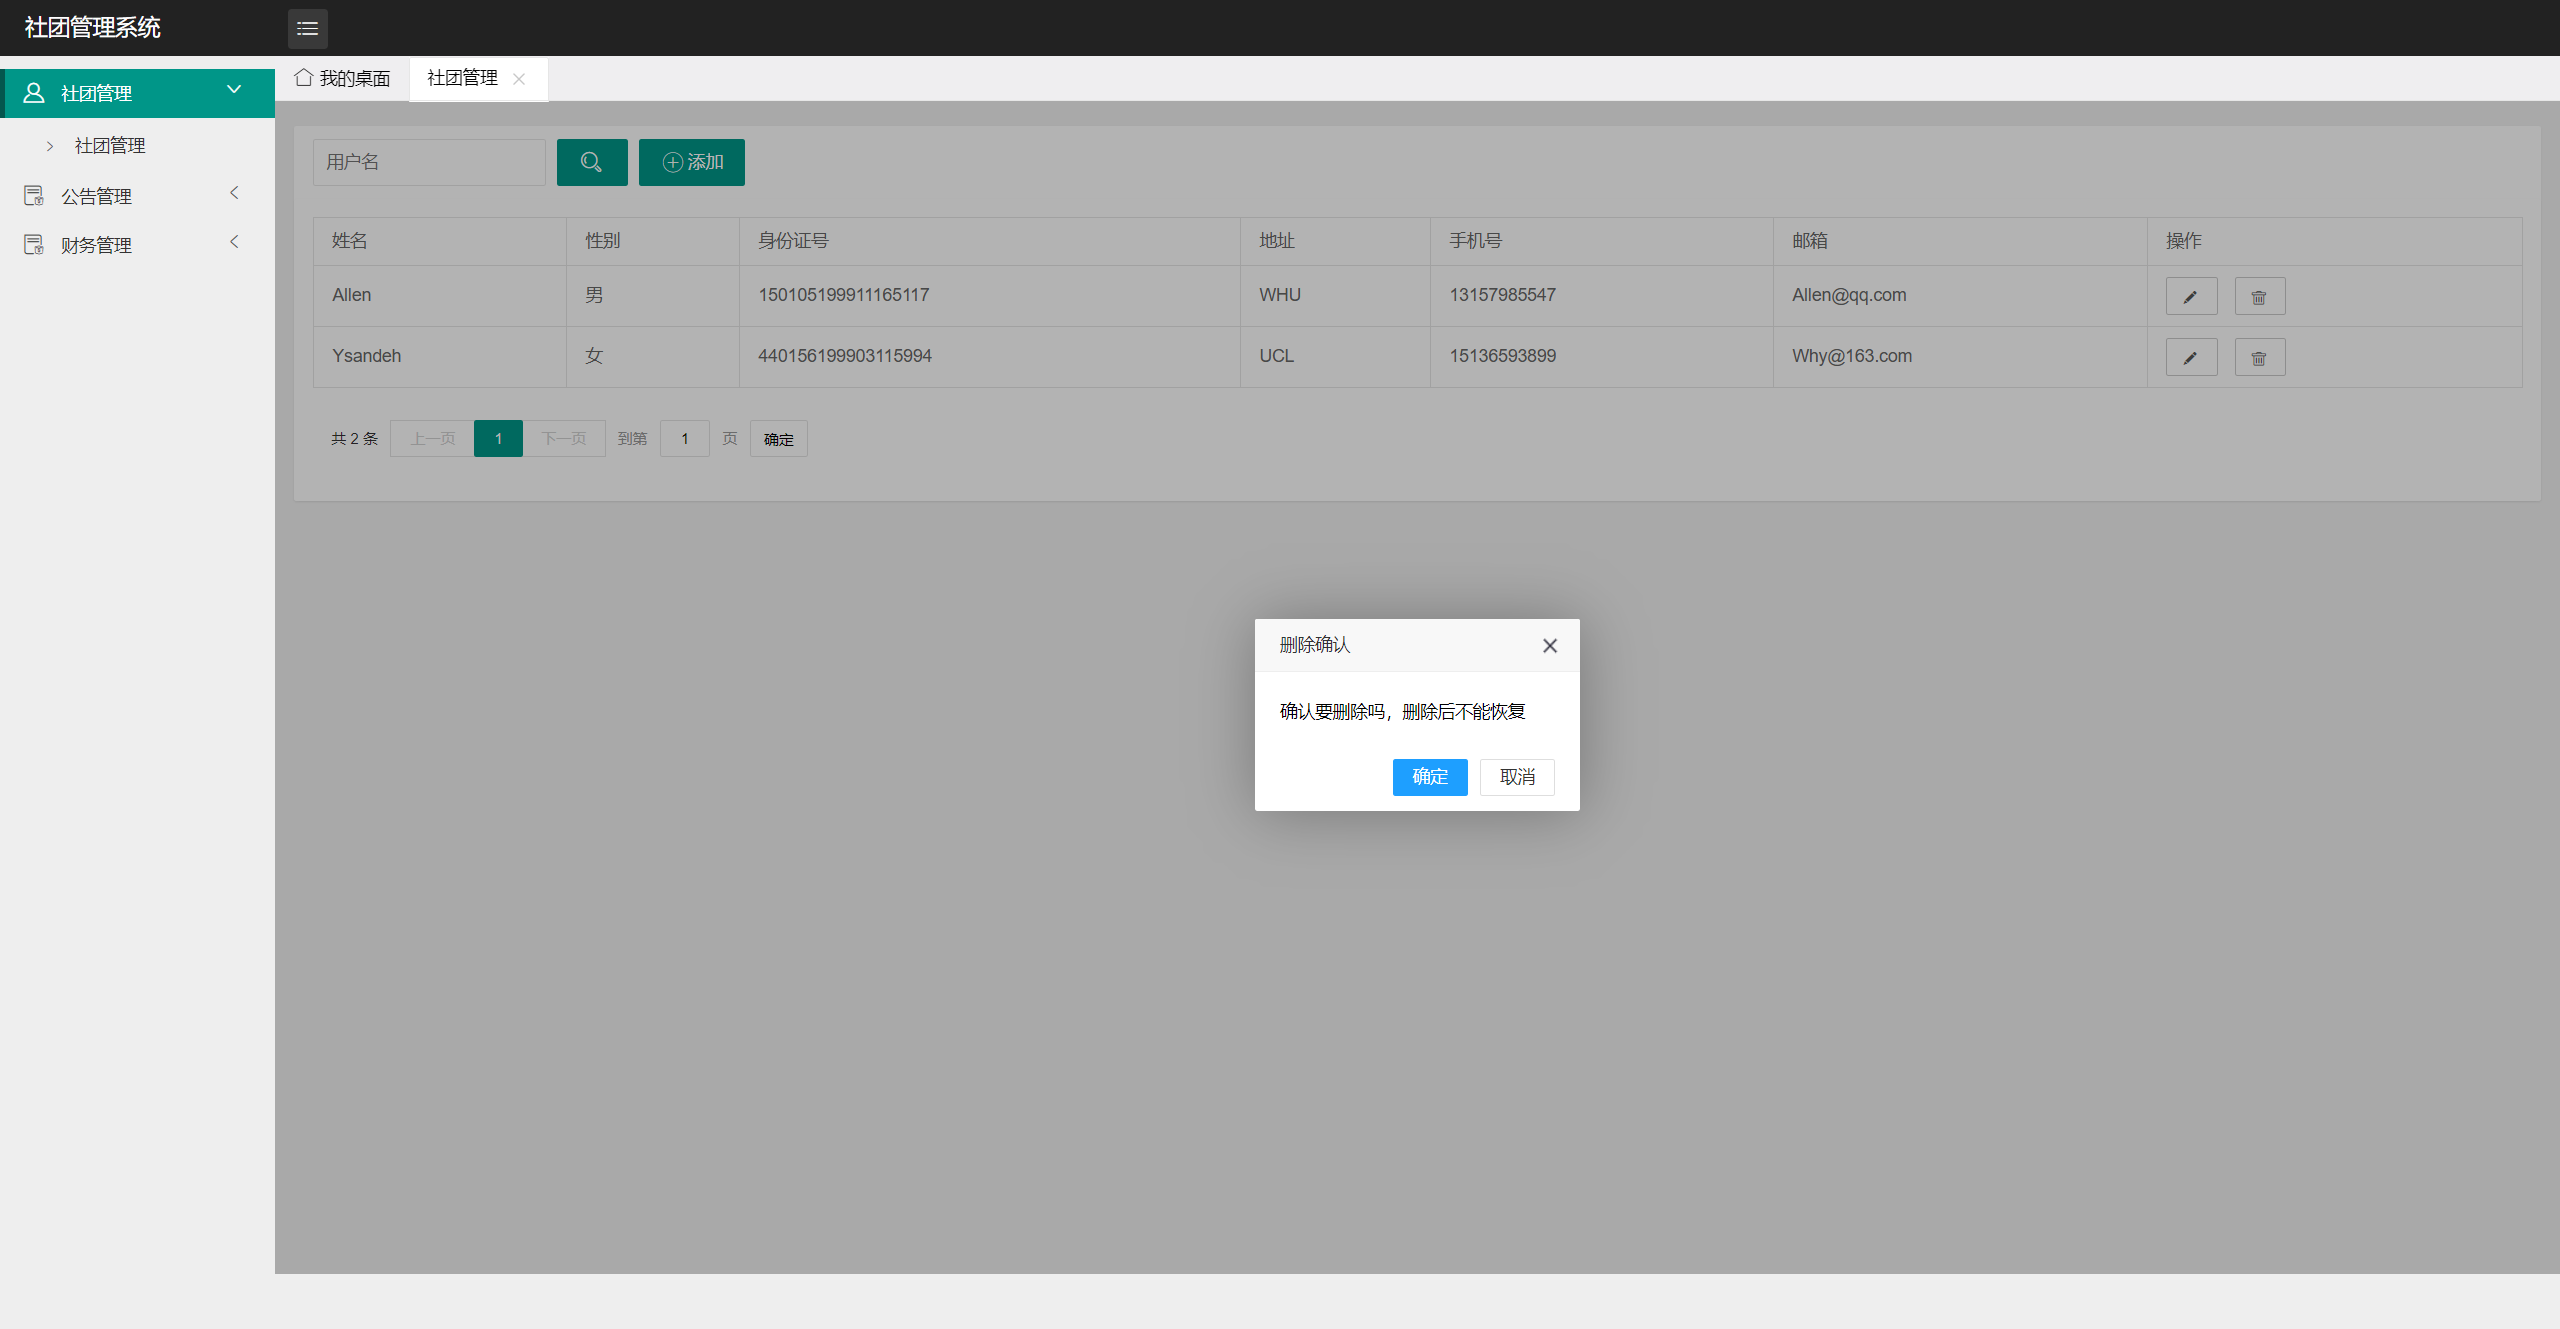 社团管理系统
我的桌面 社团管理
社团管理
社团管理
公告管理
财务管理
用户名 添加
姓名 性别 身份证号 地址 手机号 邮箱 操作
Allen 男 150105199911165117 WHU 13157985547 Allen@qq.com
Ysandeh 女 440156199903115994 UCL 15136593899 Why@163.com
共 2 条 上一页 1 下一页 到第 1 页 确定
删除确认
确认要删除吗，删除后不能恢复
确定 取消